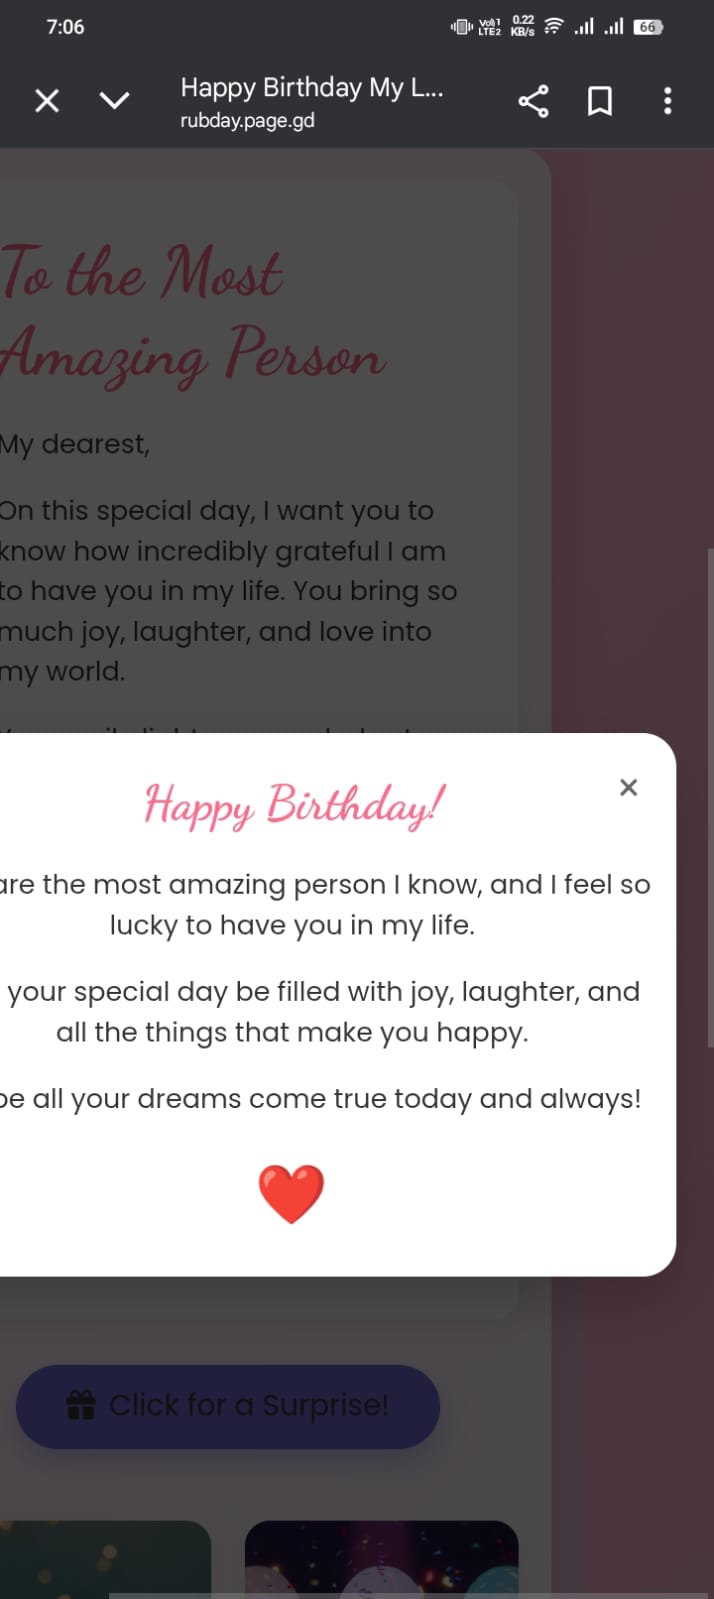 7:06
Vo)) 1
LTE2
0.22
KB/s
66
Happy Birthday My L...
rubday.page.gd
To the Most
Amazing Person
My dearest,
On this special day, I want you to
know how incredibly grateful I am
to have you in my life. You bring so
much joy, laughter, and love into
my world.
Happy Birthday!
are the most amazing person I know, and I feel so
lucky to have you in my life.
your special day be filled with joy, laughter, and
all the things that make you happy.
all your dreams come true today and always!
Click for a Surprise!